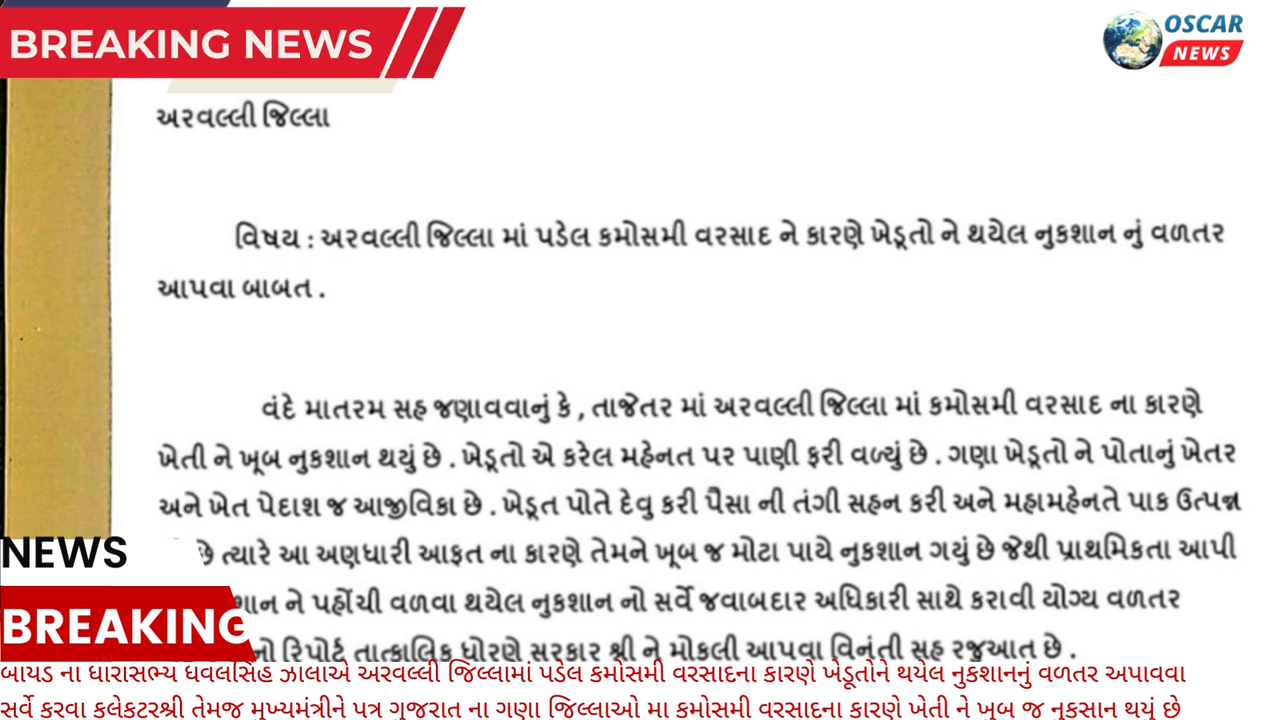 BREAKING NEWS
OSCAR
NEWS
અરવલ્લી જિલ્લા
વિષય : અરવલ્લી જિલ્લા માં પડેલ કમોસમી વરસાદ ને કારણે ખેડૂતો ને થયેલ નુકશાન નું વળતર
આપવા બાબત .
વંદે માતરમ સહ જણાવવાનું કે , તાજેતર માં અરવલ્લી જિલ્લા માં કમોસમી વરસાદ ના કારણે
ખેતી ને ખૂબ નુકશાન થયું છે . ખેડૂતો એ કરેલ મહેનત પર પાણી ફરી વળ્યું છે . ગણા ખેડૂતો ને પોતાનું ખેતર
અને ખેત પેદાશ જ આજીવિકા છે . ખેડૂત પોતે દેવુ કરી પૈસા ની તંગી સહન કરી અને મહામહેનતે પાક ઉત્પન્ન
છે ત્યારે આ અણધારી આફત ના કારણે તેમને ખૂબ જ મોટા પાયે નુકશાન ગયું છે જેથી પ્રાથમિકતા આપી
ને પહોંચી વળવા થયેલ નુકશાન નો સર્વે જવાબદાર અધિકારી સાથે કરાવી યોગ્ય વળતર
નો રિપોર્ટ તાત્કાલિક ધોરણે સરકાર શ્રી ને મોકલી આપવા વિનંતી સહ રજુઆત છે .
NEWS
BREAKING
બાયડ ના ધારાસભ્ય ધવલસિંહ ઝાલાએ અરવલ્લી જિલ્લામાં પડેલ કમોસમી વરસાદના કારણે ખેડૂતોને થયેલ નુકશાનનું વળતર અપાવવા
સર્વે કરવા કલેકટરશ્રી તેમજ મુખ્યમંત્રીને પત્ર ગુજરાત ના ગણા જિલ્લાઓ મા કમોસમી વરસાદના કારણે ખેતી ને ખુબ જ નુકસાન થયું છે